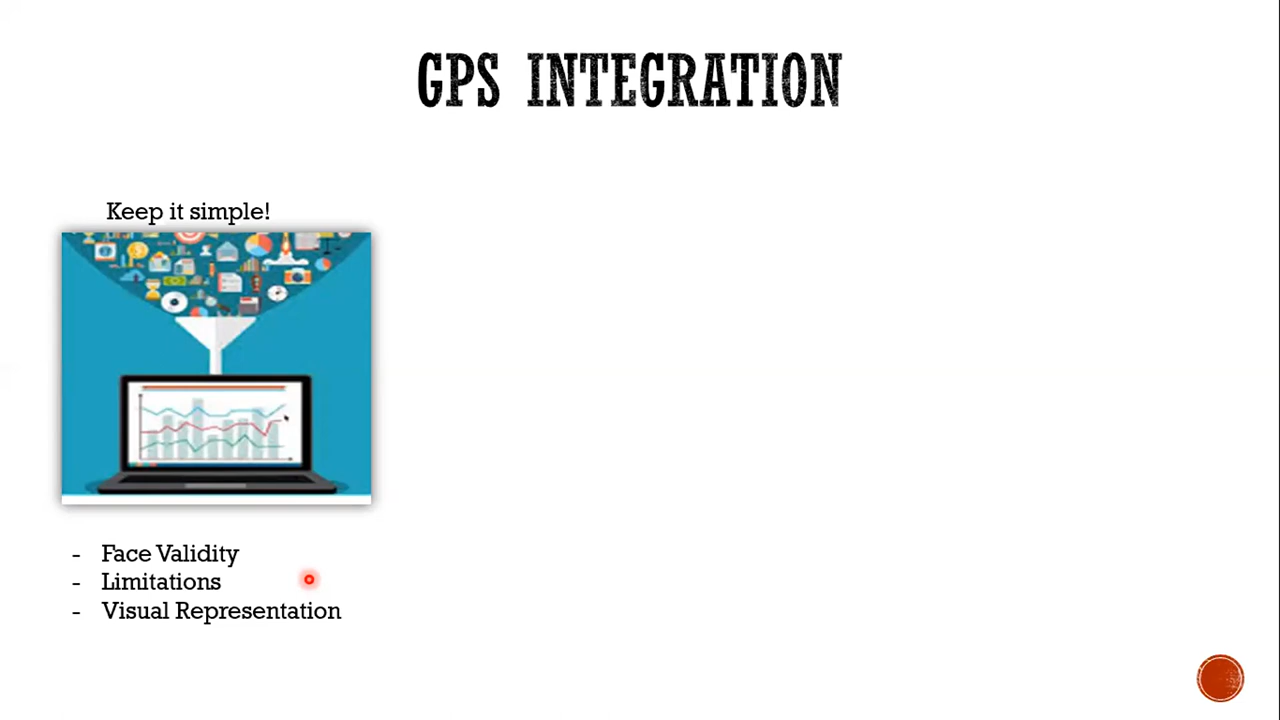 GPS INTEGRATION
Keep it simple!
- Face Validity
- Limitations
- Visual Representation